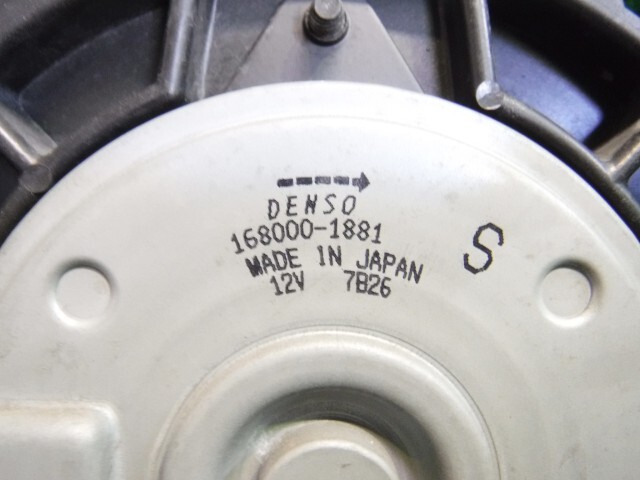 DENSO
168000-1881
MADE IN JAPAN
12V 7B26
S